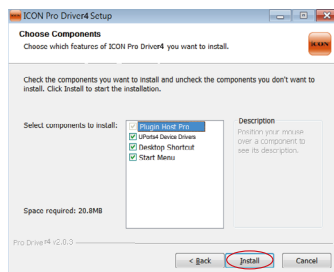 ICON Pro Driver4 Setup
Choose Components
Choose which features of ICON Pro Driver4 you want to install.
ICON
Check the components you want to install and uncheck the components you don't want to
install. Click Install to start the installation.
Select components to install:
Plugin Host Pro
UPorts4 Device Drivers
Desktop Shortcut
Start Menu
Description
Position your mouse
over a component to
see its description.
Space required: 20.8MB
Pro Driver4 v2.0.3
< Back
Install
Cancel